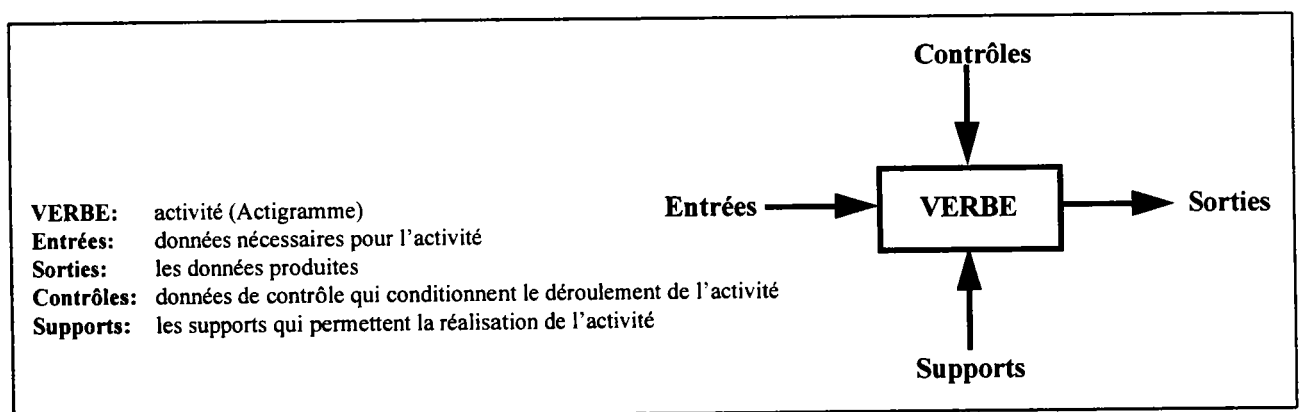 VERBE: activité (Actigramme)
Entrées: données nécessaires pour l'activité
Sorties: les données produites
Contrôles: données de contrôle qui conditionnent le déroulement de l'activité
Supports: les supports qui permettent la réalisation de l'activité
Contrôles
Entrées
VERBE
Sorties
Supports